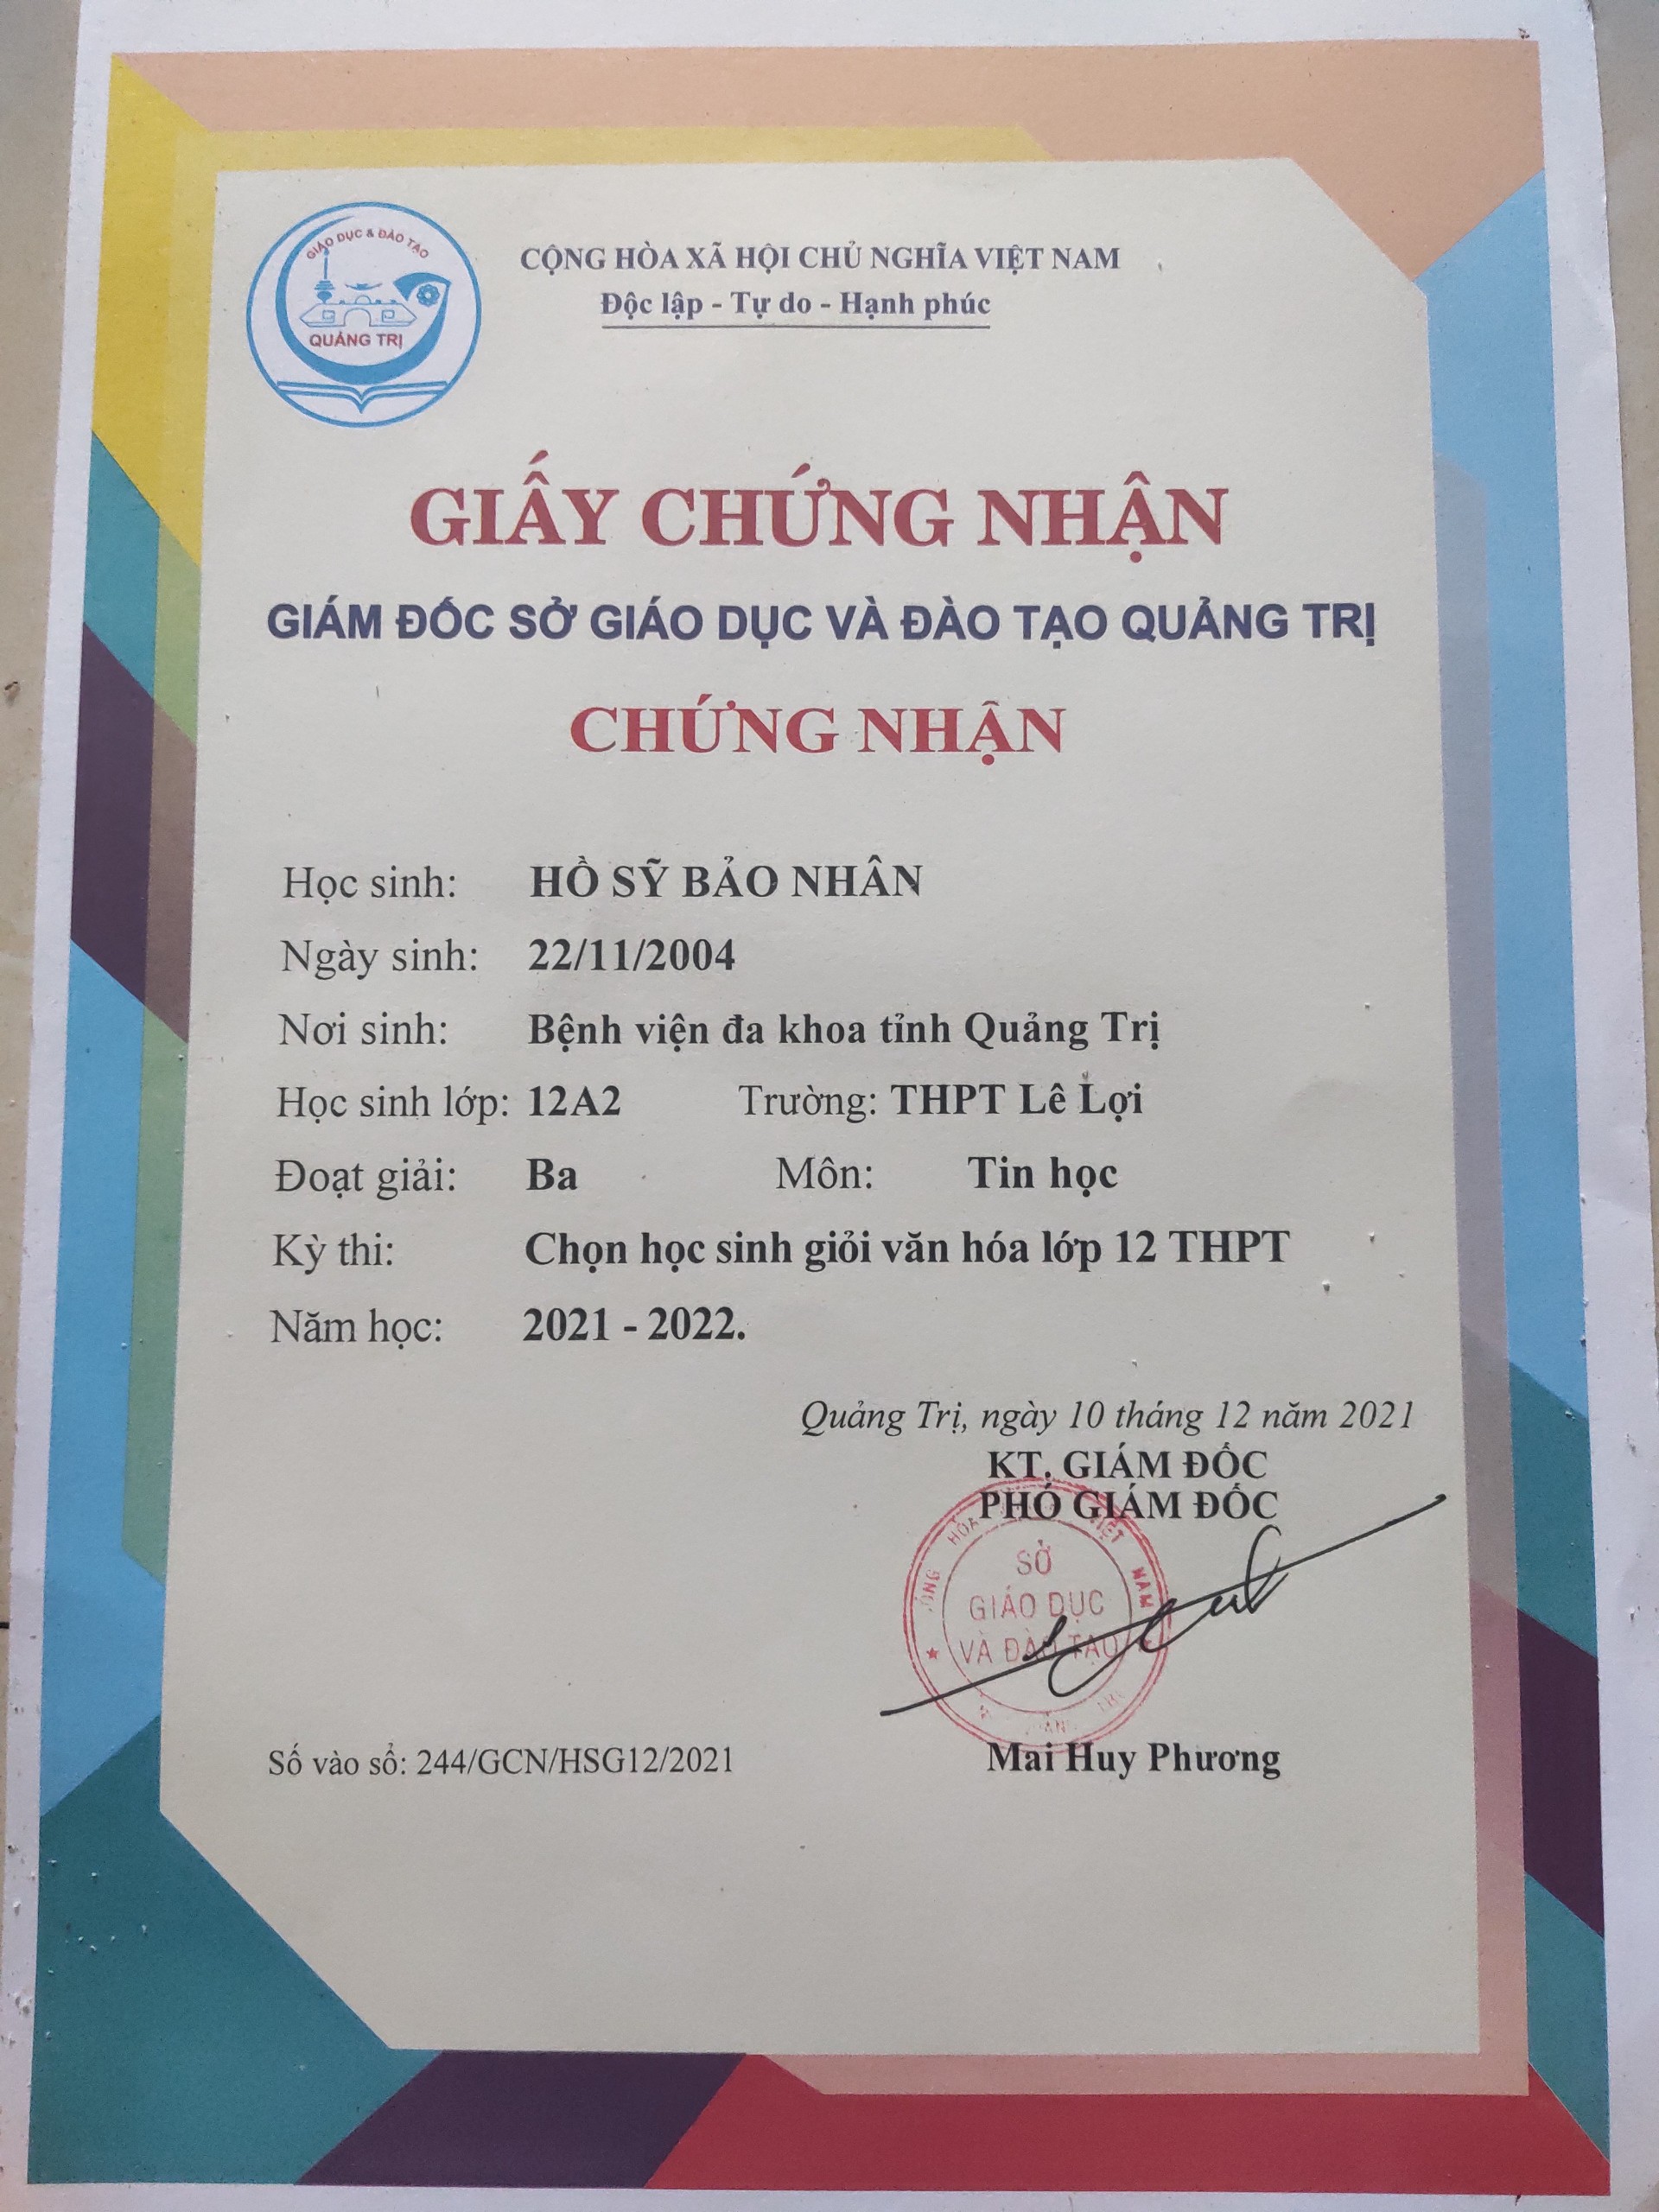 GIÁO DỤC & ĐÀO TẠO
QUẢNG TRỊ
CỘNG HÒA XÃ HỘI CHỦ NGHĨA VIỆT NAM
Độc lập - Tự do - Hạnh phúc
GIẤY CHỨNG NHẬN
GIÁM ĐỐC SỞ GIÁO DỤC VÀ ĐÀO TẠO QUẢNG TRỊ
CHỨNG NHẬN
Học sinh: HỒ SỸ BẢO NHÂN
Ngày sinh: 22/11/2004
Nơi sinh: Bệnh viện đa khoa tỉnh Quảng Trị
Học sinh lớp: 12A2 Trường: THPT Lê Lợi
Đoạt giải: Ba Môn: Tin học
Kỳ thi: Chọn học sinh giỏi văn hóa lớp 12 THPT
Năm học: 2021 - 2022.
Quảng Trị, ngày 10 tháng 12 năm 2021
KT. GIÁM ĐỐC
PHÓ GIÁM ĐỐC
SỞ
GIÁO DỤC
VÀ ĐÀO TẠO
Mai Huy Phương
Số vào sổ: 244/GCN/HSG12/2021